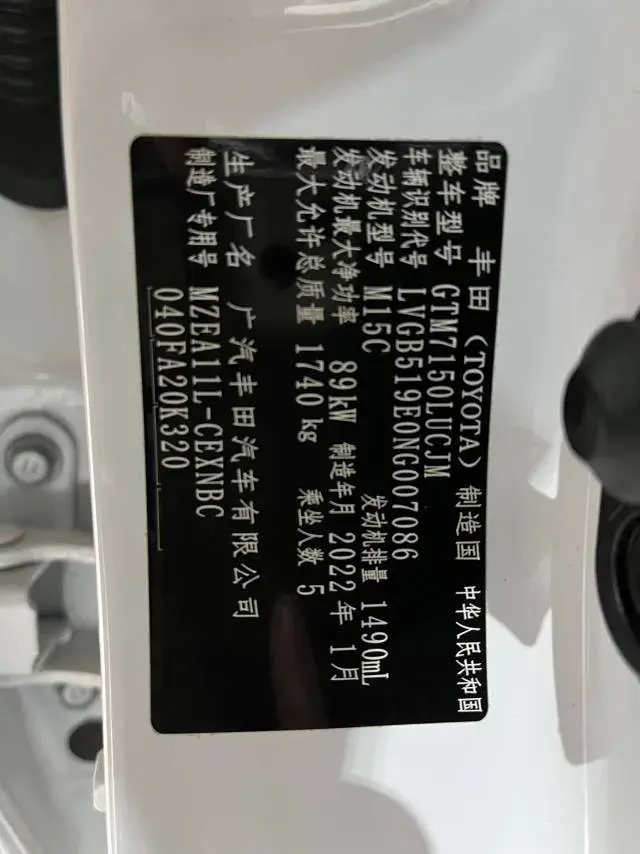 品牌 丰田（TOYOTA） 制造国 中华人民共和国
整车型号 GTM7150LUCJM
车辆识别代号 LVGB519E0NG007086
发动机型号 M15C 发动机排量 1490mL
发动机最大净功率 89kW 制造年月 2022年1月
最大允许总质量 1740kg 乘坐人数 5
生产厂名 广汽丰田汽车有限公司
制造厂专用号 MZEA11L-CEXNBC
040FA20K320